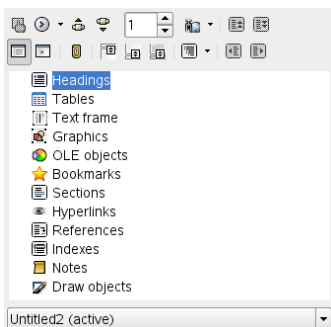 1
Headings
Tables
Text frame
Graphics
OLE objects
Bookmarks
Sections
Hyperlinks
References
Indexes
Notes
Draw objects
Untitled2 (active)